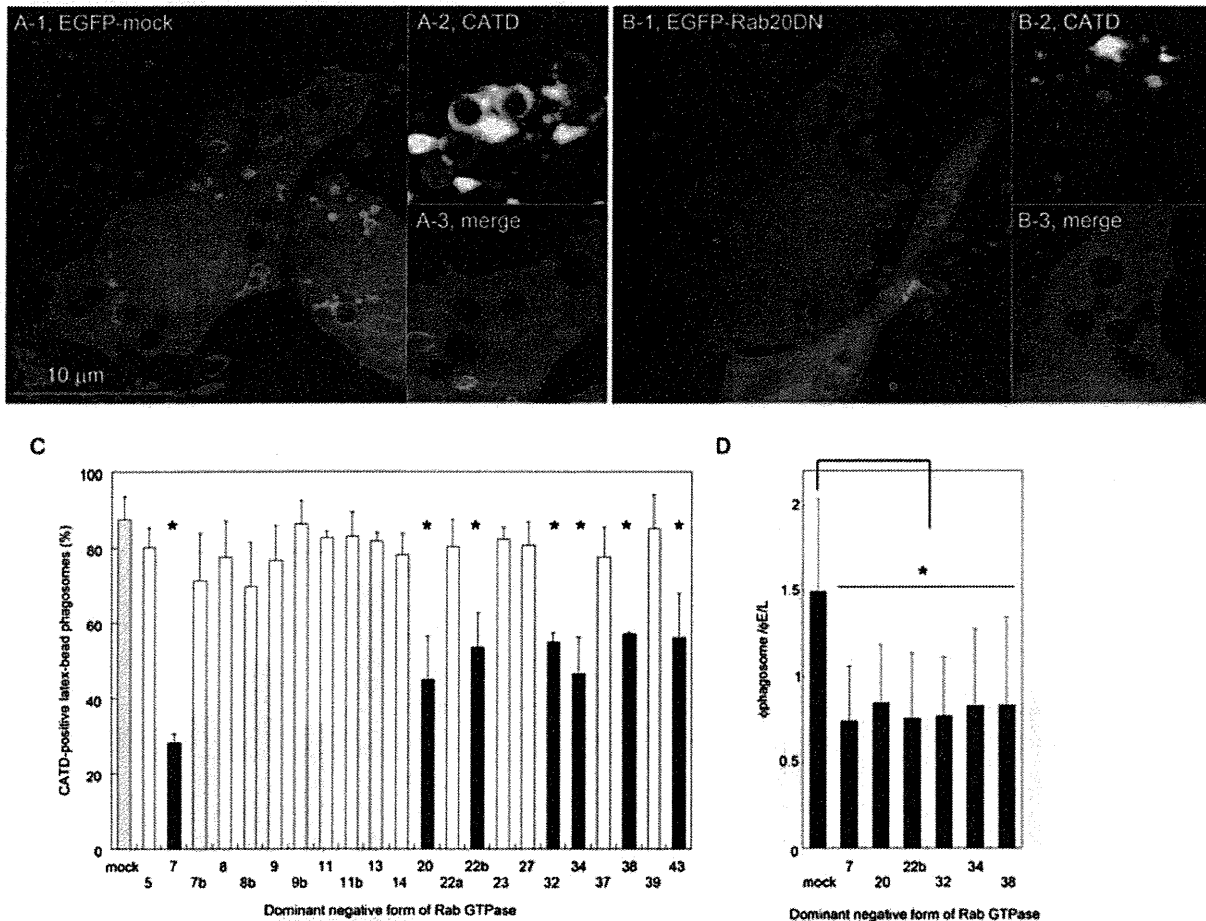 A-1, EGFP-mock
A-2, CATD
B-1, EGFP-Rab20DN
B-2, CATD
A-3, merge
B-3, merge
10 μm
C
D
CATD-positive latex-bead phagosomes (%)
100
80
60
40
20
0
* * * * * * *
mock 7 8 9 11 13 20 22b 27 34 38 43
5 7b 8b 9b 11b 14 22a 23 32 37 39
Dominant negative form of Rab GTPase
ϕphagosome /ϕE/L
2
1.5
1
0.5
0
*
7 22b 34
mock 20 32 38
Dominant negative form of Rab GTPase